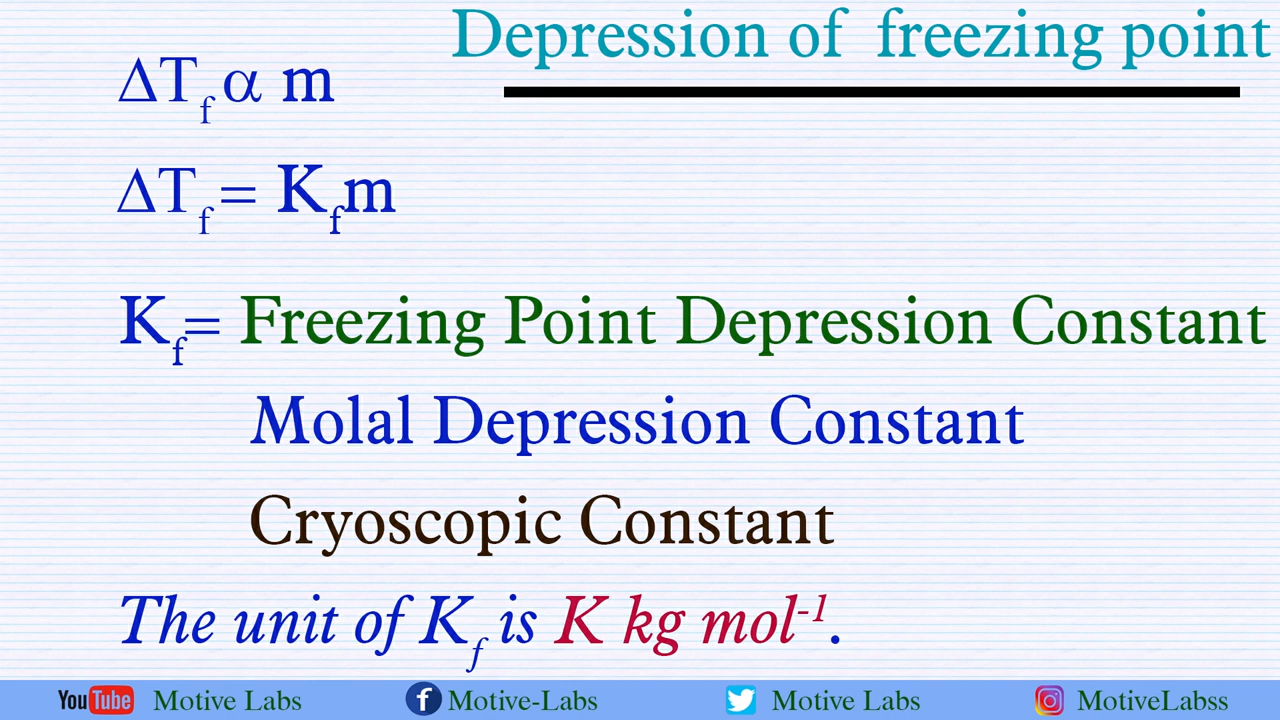 Depression of freezing point
ΔTf α m
ΔTf = Kfm
Kf= Freezing Point Depression Constant
Molal Depression Constant
Cryoscopic Constant
The unit of Kf is K kg mol⁻¹.
YouTube Motive Labs f Motive-Labs Motive Labs MotiveLabss